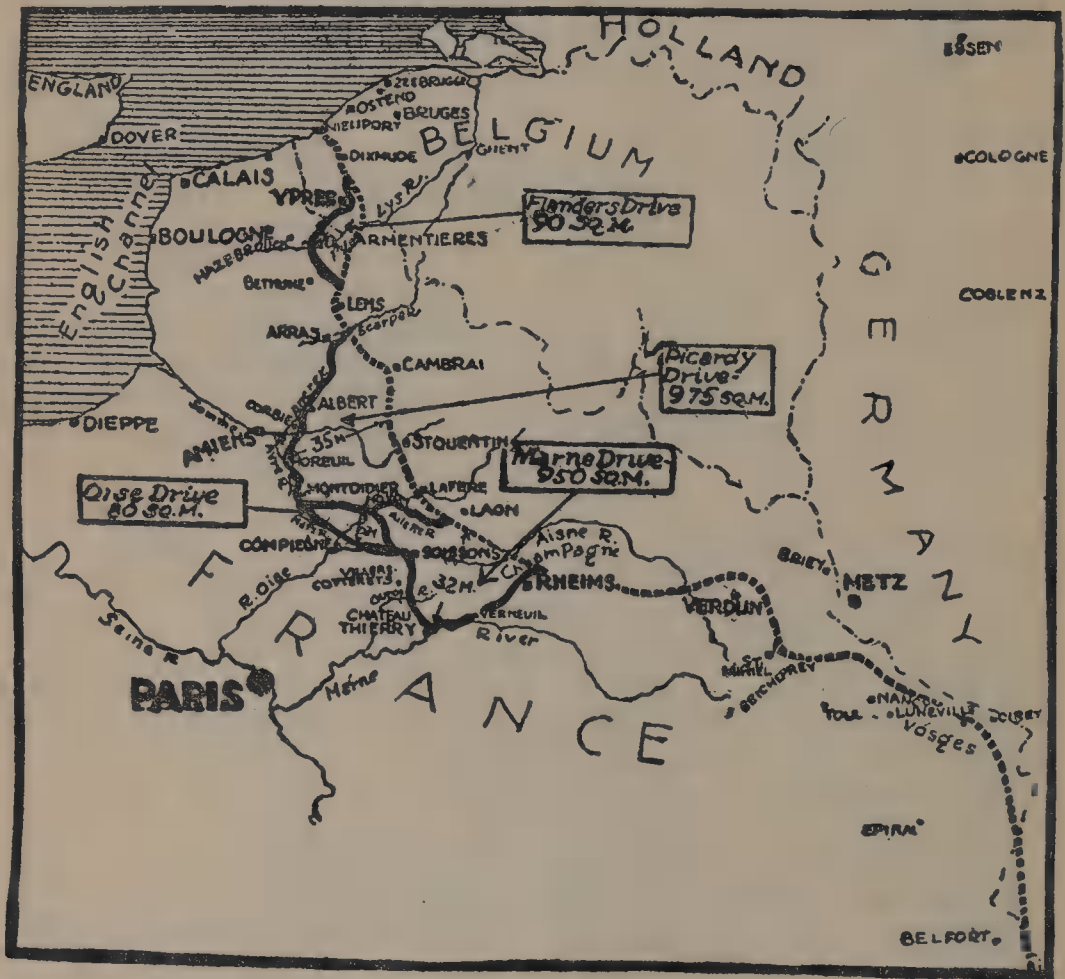 HOLLAND
ESSEN
ENGLAND
ZEEBRUGGE
OSTEND
BRUGES
NIEUPORT
DOVER
BELGIUM
DIXMUDE
GHENT
COLOGNE
CALAIS
YPRES
LYS R.
Flanders Drive
90 SQ.M.
English Channel
BOULOGNE
ARMENTIERES
HAZEBROUCK
GERMANY
BETHUNE
LENS
COBLENZ
ARRAS
Scarpe R.
CAMBRAI
Picardy
Drive-
975 SQ.M.
ALBERT
CORBIE
Somme
DIEPPE
AMIENS
35 M
ST QUENTIN
MOREUIL
Marne Drive-
950 SQ.M.
Oise Drive
80 SQ.M.
MONTDIDIER
LAFERE
LAON
COMPIEGNE
SOISSONS
Aisne R.
Champagne
FRANCE
R. Oise
VILLERS-
COTTERETS
32 M.
RHEIMS
BRIEY
METZ
VERDUN
CHATEAU
THIERRY
VERNEUIL
River
Seine R
ST
MIHIEL
PARIS
Marne
TOUL
NANCY
LUNEVILLE
Vosges
BELFORT